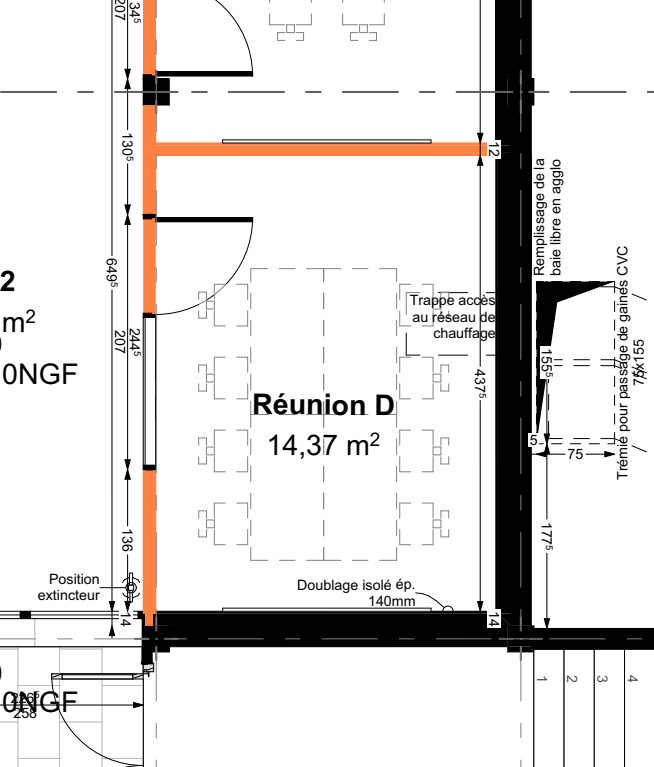 34⁵
207
130⁵
12
Remplissage de la
baie libre en agglo
2
m²
0NGF
649⁵
244⁵
207
Trappe accès
au réseau de
chauffage
437⁵
155⁵
Trémie pour passage de gaines CVC
75x155
Réunion D
14,37 m²
5
75
177⁵
136
Position
extincteur
14
Doublage isolé ép.
140mm
14
0NGF
258
1
2
3
4